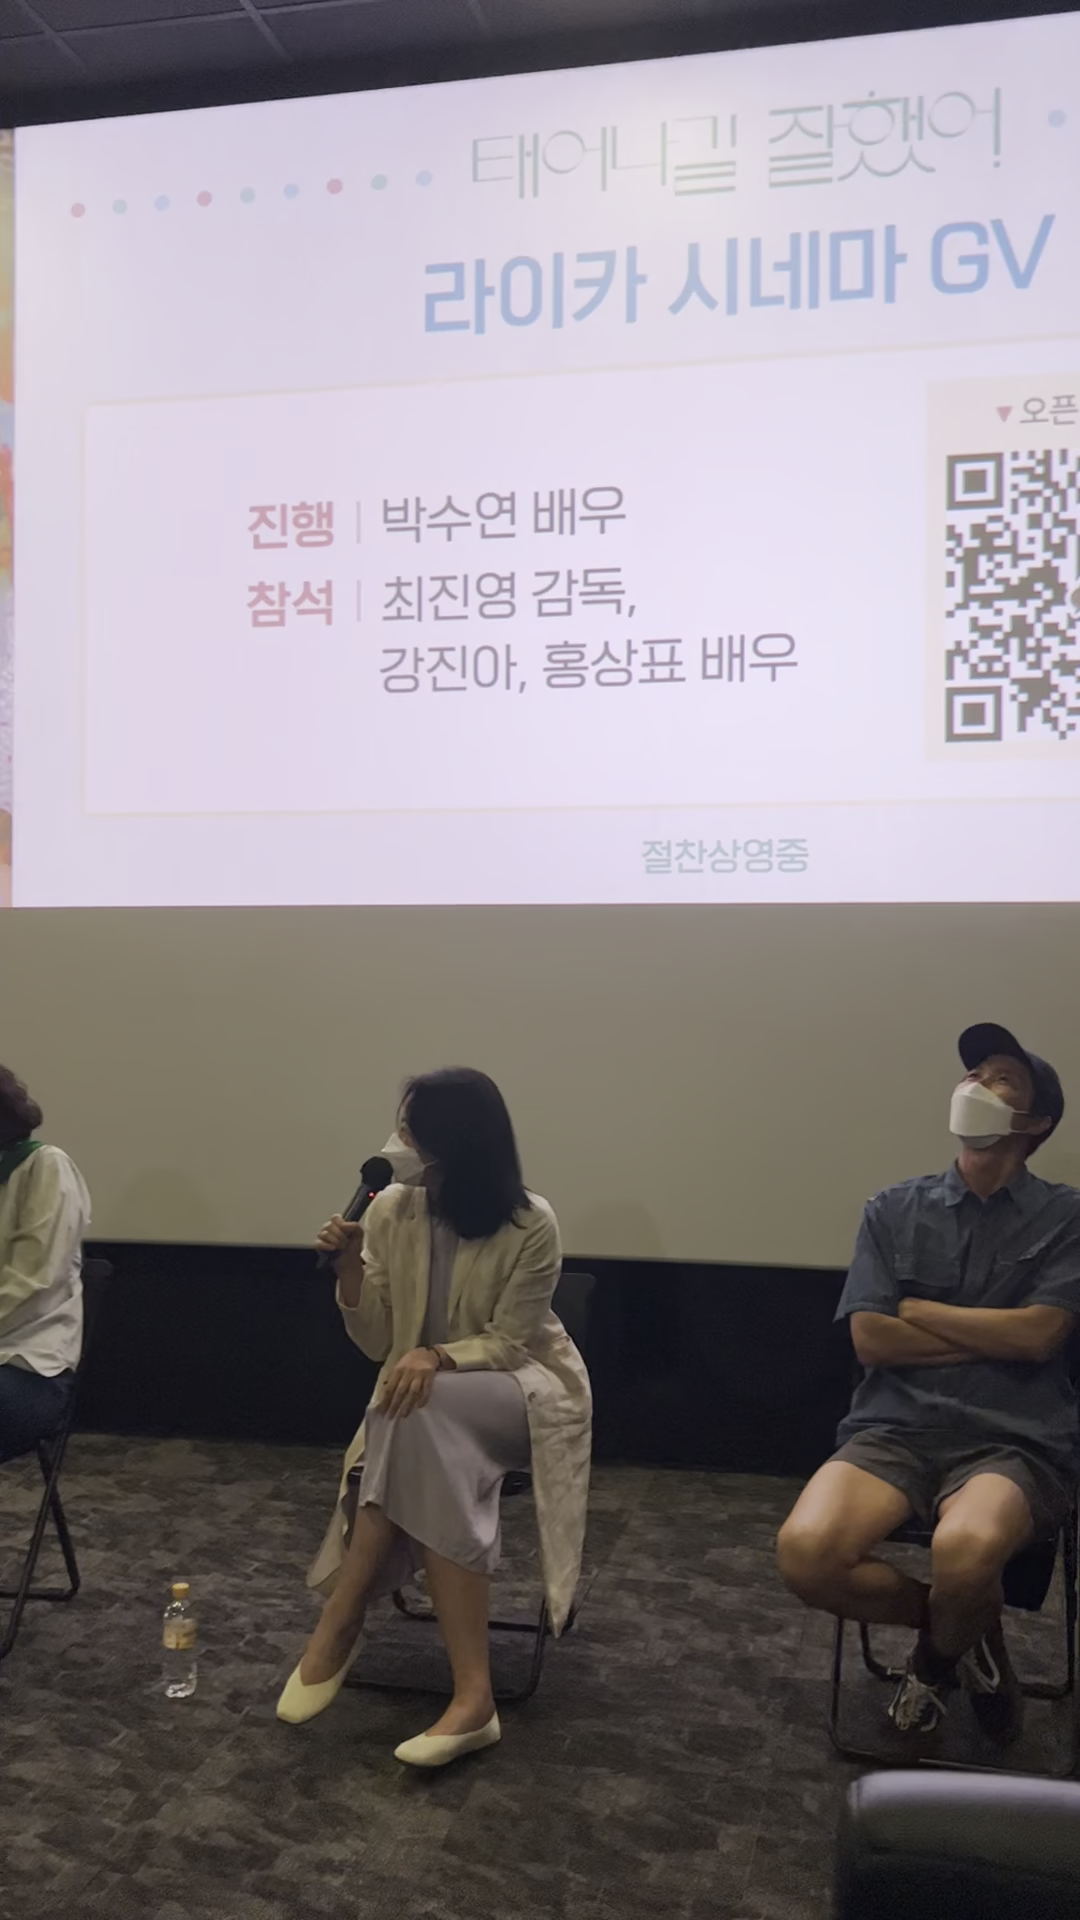 태어나길 잘했어!
라이카 시네마 GV
▼오픈
진행 | 박수연 배우
참석 | 최진영 감독,
강진아, 홍상표 배우
절찬상영중